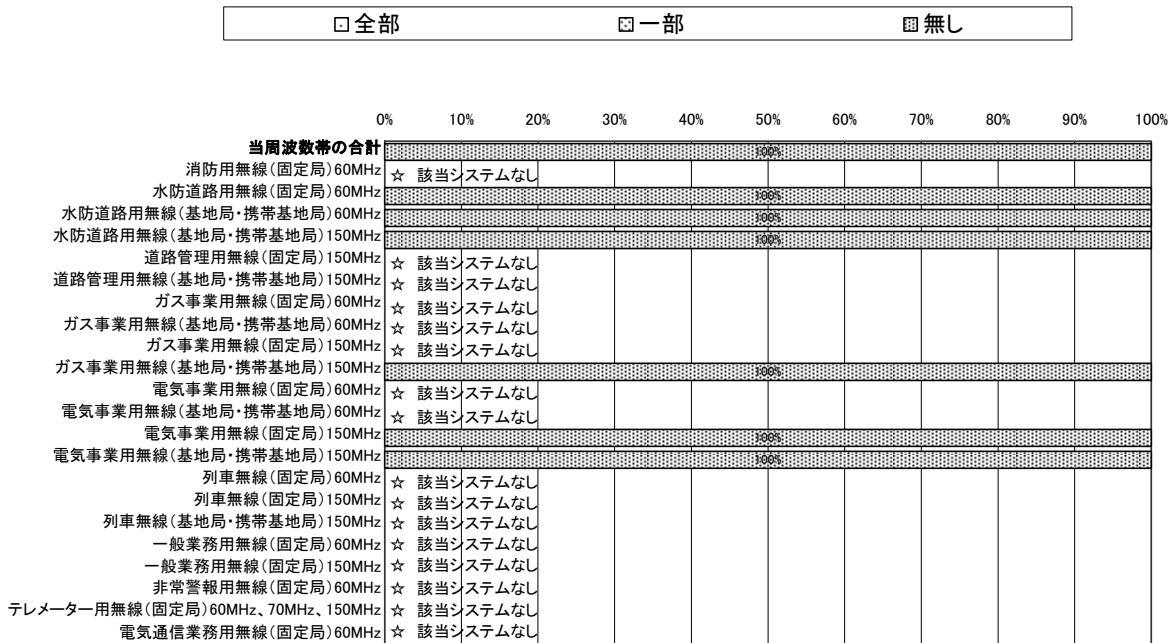 全部 一部 無し
0% 10% 20% 30% 40% 50% 60% 70% 80% 90% 100%
当周波数帯の合計 100%
消防用無線(固定局)60MHz ☆ 該当システムなし
水防道路用無線(固定局)60MHz 100%
水防道路用無線(基地局・携帯基地局)60MHz 100%
水防道路用無線(基地局・携帯基地局)150MHz 100%
道路管理用無線(固定局)150MHz ☆ 該当システムなし
道路管理用無線(基地局・携帯基地局)150MHz ☆ 該当システムなし
ガス事業用無線(固定局)60MHz ☆ 該当システムなし
ガス事業用無線(基地局・携帯基地局)60MHz ☆ 該当システムなし
ガス事業用無線(固定局)150MHz ☆ 該当システムなし
ガス事業用無線(基地局・携帯基地局)150MHz 100%
電気事業用無線(固定局)60MHz ☆ 該当システムなし
電気事業用無線(基地局・携帯基地局)60MHz ☆ 該当システムなし
電気事業用無線(固定局)150MHz 100%
電気事業用無線(基地局・携帯基地局)150MHz 100%
列車無線(固定局)60MHz ☆ 該当システムなし
列車無線(固定局)150MHz ☆ 該当システムなし
列車無線(基地局・携帯基地局)150MHz ☆ 該当システムなし
一般業務用無線(固定局)60MHz ☆ 該当システムなし
一般業務用無線(固定局)150MHz ☆ 該当システムなし
非常警報用無線(固定局)60MHz ☆ 該当システムなし
テレメーター用無線(固定局)60MHz、70MHz、150MHz ☆ 該当システムなし
電気通信業務用無線(固定局)60MHz ☆ 該当システムなし